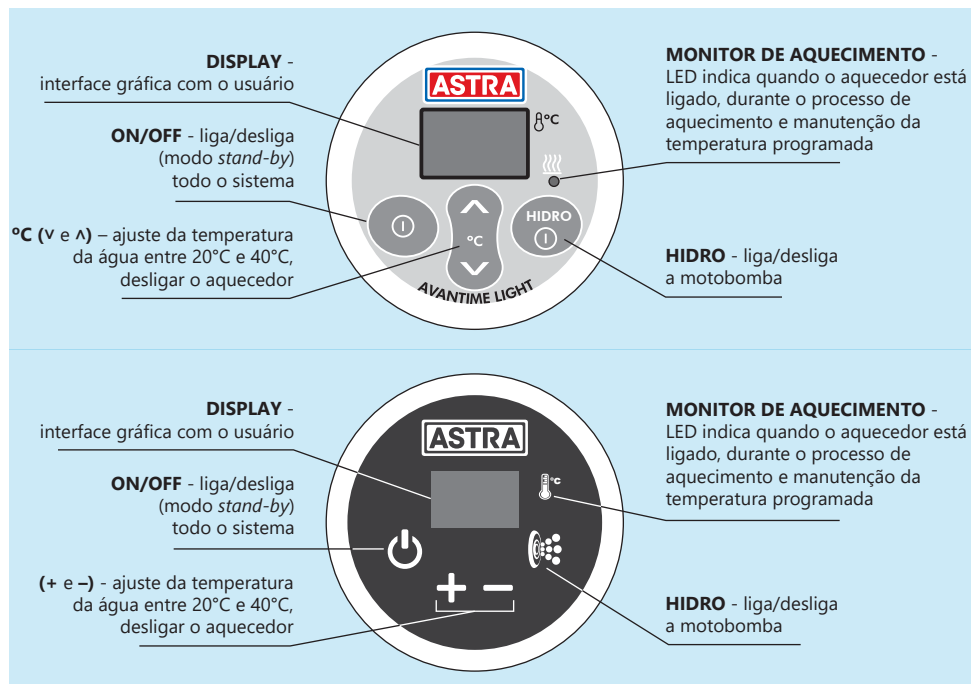 DISPLAY -
interface gráfica com o usuário
ON/OFF - liga/desliga
(modo stand-by)
todo o sistema
ºC (˅ e ˄) – ajuste da temperatura
da água entre 20°C e 40°C,
desligar o aquecedor
ASTRA
°C
HIDRO
°C
AVANTIME LIGHT
MONITOR DE AQUECIMENTO -
LED indica quando o aquecedor está
ligado, durante o processo de
aquecimento e manutenção da
temperatura programada
HIDRO - liga/desliga
a motobomba
DISPLAY -
interface gráfica com o usuário
ON/OFF - liga/desliga
(modo stand-by)
todo o sistema
(+ e –) - ajuste da temperatura
da água entre 20°C e 40°C,
desligar o aquecedor
ASTRA
°C
+ –
MONITOR DE AQUECIMENTO -
LED indica quando o aquecedor está
ligado, durante o processo de
aquecimento e manutenção da
temperatura programada
HIDRO - liga/desliga
a motobomba